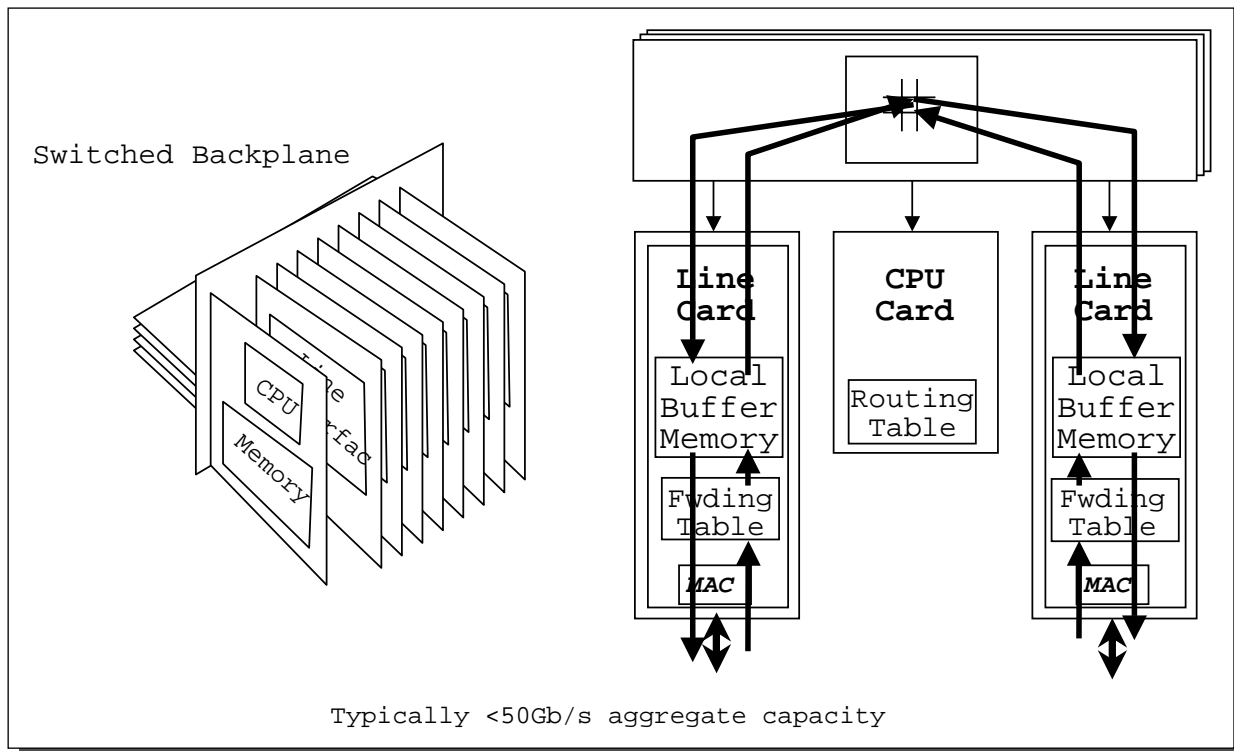 Switched Backplane
Line
Card
CPU
Card
Line
Card
Local
Buffer
Memory
Routing
Table
Local
Buffer
Memory
Fwding
Table
Fwding
Table
MAC
MAC
CPU
Memory
Line
Typically <50Gb/s aggregate capacity